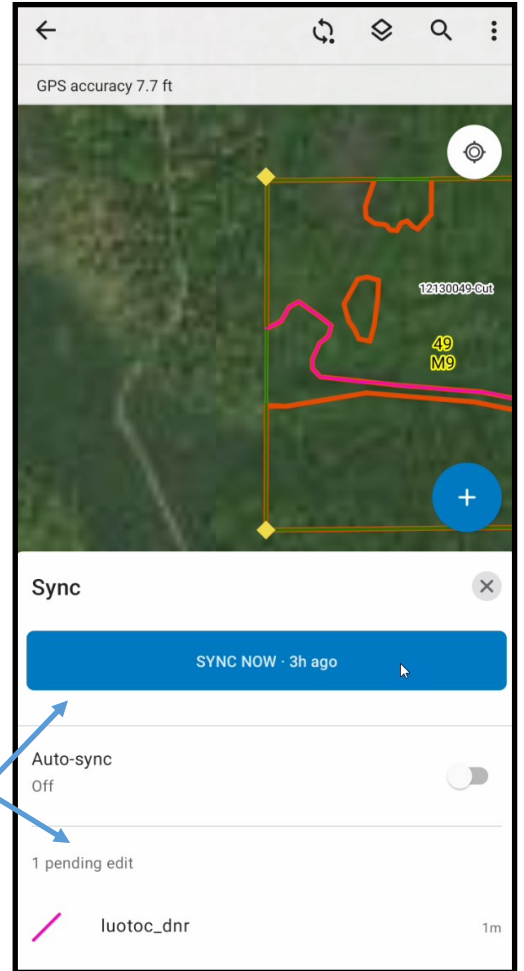 GPS accuracy 7.7 ft
12130049-Cut
49
M9
Sync
SYNC NOW · 3h ago
Auto-sync
Off
1 pending edit
luotoc_dnr
1m